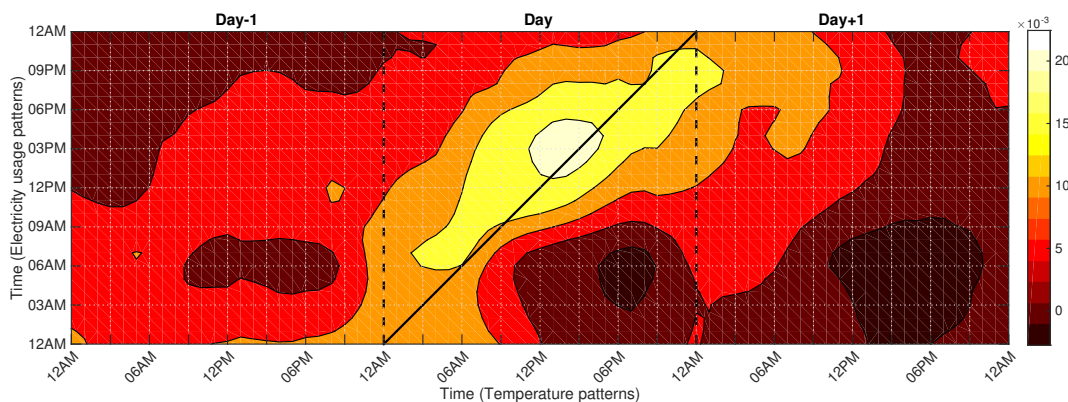 Day-1 Day Day+1
×10⁻³
12AM
09PM
06PM
03PM
12PM
09AM
06AM
03AM
12AM
Time (Electricity usage patterns)
12AM 06AM 12PM 06PM 12AM 06AM 12PM 06PM 12AM 06AM 12PM 06PM 12AM
Time (Temperature patterns)
20
15
10
5
0